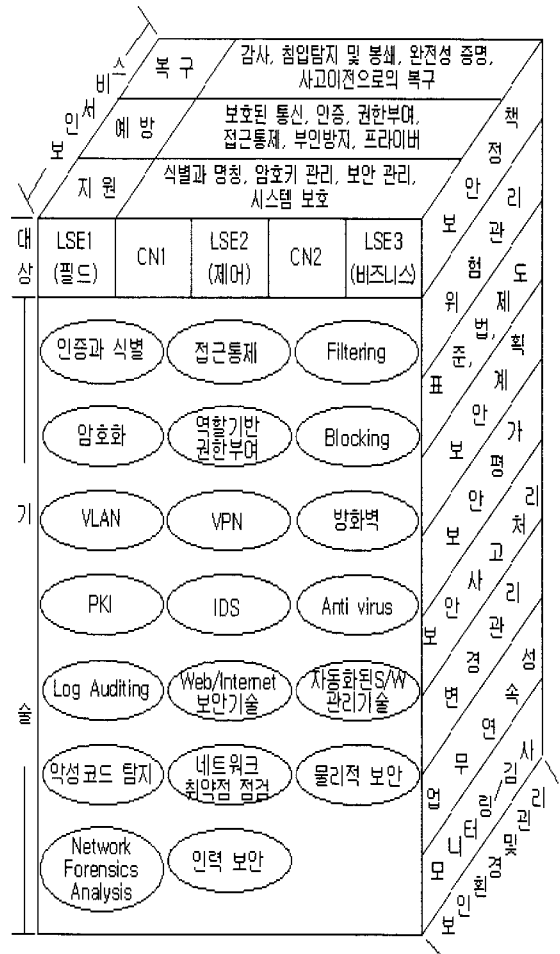 보인서비스
복구
감사, 침입탐지 및 봉쇄, 완전성 증명,
사고이전으로의 복구
예방
보호된 통신, 인증, 권한부여,
접근통제, 부인방지, 프라이버
지원
식별과 명칭, 암호키 관리, 보안 관리,
시스템 보호
대상
LSE1
(필드)
CN1
LSE2
(제어)
CN2
LSE3
(비즈니스)
기술
인증과 식별
접근통제
Filtering
암호화
역할기반
권한부여
Blocking
VLAN
VPN
방화벽
PKI
IDS
Anti virus
Log Auditing
Web/Internet
보안기술
자동화된S/W
관리기술
악성코드 탐지
네트워크
취약점 점검
물리적 보안
Network
Forensics
Analysis
인력 보안
보안정책
위험관리
표준,법,제도
보안계획
보안평가
보안사고처리
변경관리
업무연속성
모니터링/김사
보인환경및관리